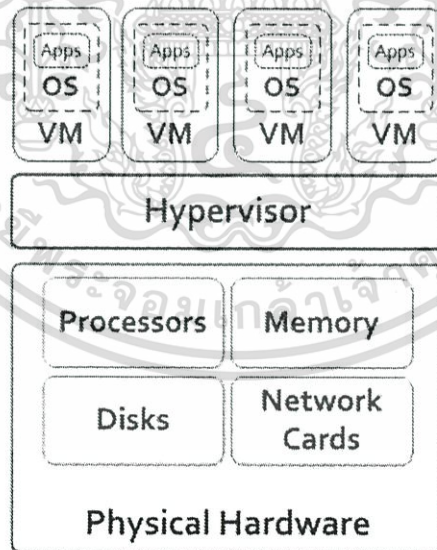 Apps Apps Apps Apps
OS OS OS OS
VM VM VM VM
Hypervisor
Processors Memory
Disks Network
Cards
Physical Hardware